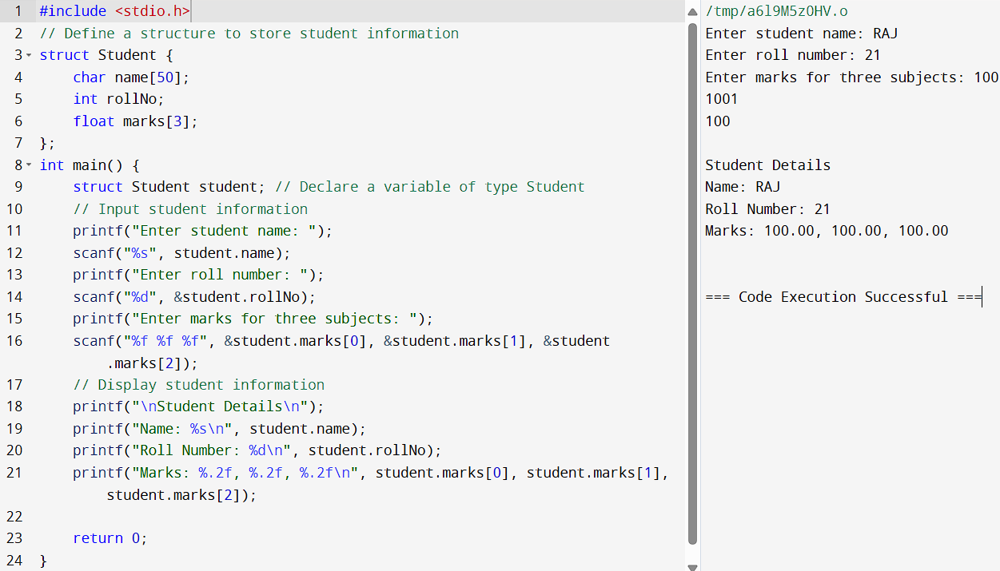 1 #include <stdio.h>
2 // Define a structure to store student information
3 struct Student {
4     char name[50];
5     int rollNo;
6     float marks[3];
7 };
8 int main() {
9     struct Student student; // Declare a variable of type Student
10     // Input student information
11     printf("Enter student name: ");
12     scanf("%s", student.name);
13     printf("Enter roll number: ");
14     scanf("%d", &student.rollNo);
15     printf("Enter marks for three subjects: ");
16     scanf("%f %f %f", &student.marks[0], &student.marks[1], &student
        .marks[2]);
17     // Display student information
18     printf("\nStudent Details\n");
19     printf("Name: %s\n", student.name);
20     printf("Roll Number: %d\n", student.rollNo);
21     printf("Marks: %.2f, %.2f, %.2f\n", student.marks[0], student.marks[1],
        student.marks[2]);
22
23     return 0;
24 }
/tmp/a6l9M5zOHV.o
Enter student name: RAJ
Enter roll number: 21
Enter marks for three subjects: 100
1001
100

Student Details
Name: RAJ
Roll Number: 21
Marks: 100.00, 100.00, 100.00

=== Code Execution Successful ===